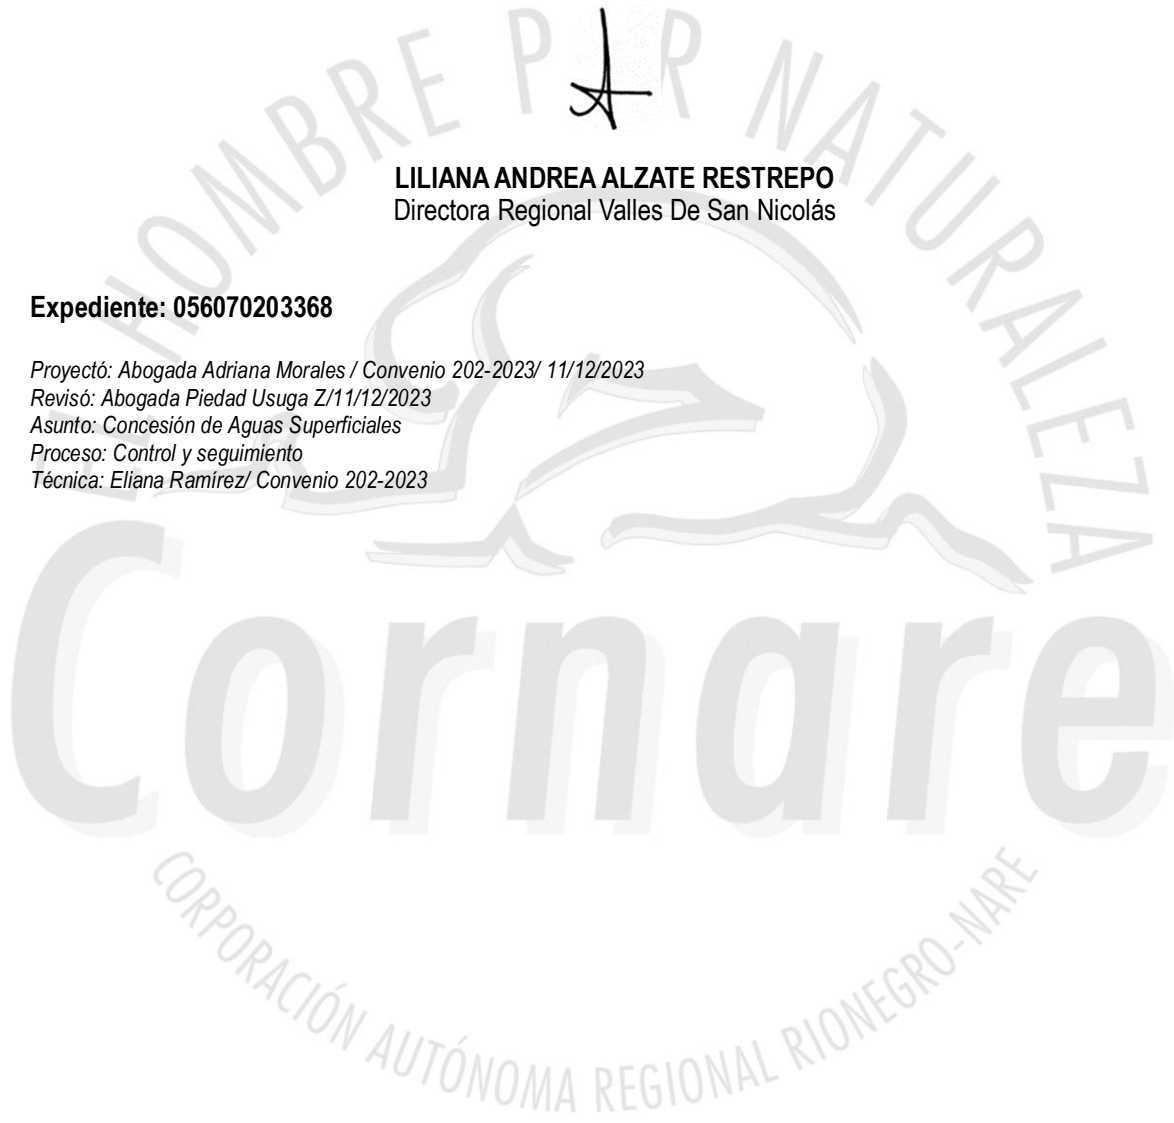 EL HOMBRE POR NATURALEZA
LILIANA ANDREA ALZATE RESTREPO
Directora Regional Valles De San Nicolás
Expediente: 056070203368
Proyectó: Abogada Adriana Morales / Convenio 202-2023/ 11/12/2023
Revisó: Abogada Piedad Usuga Z/11/12/2023
Asunto: Concesión de Aguas Superficiales
Proceso: Control y seguimiento
Técnica: Eliana Ramírez/ Convenio 202-2023
Cornare
CORPORACIÓN AUTÓNOMA REGIONAL RIONEGRO-NARE